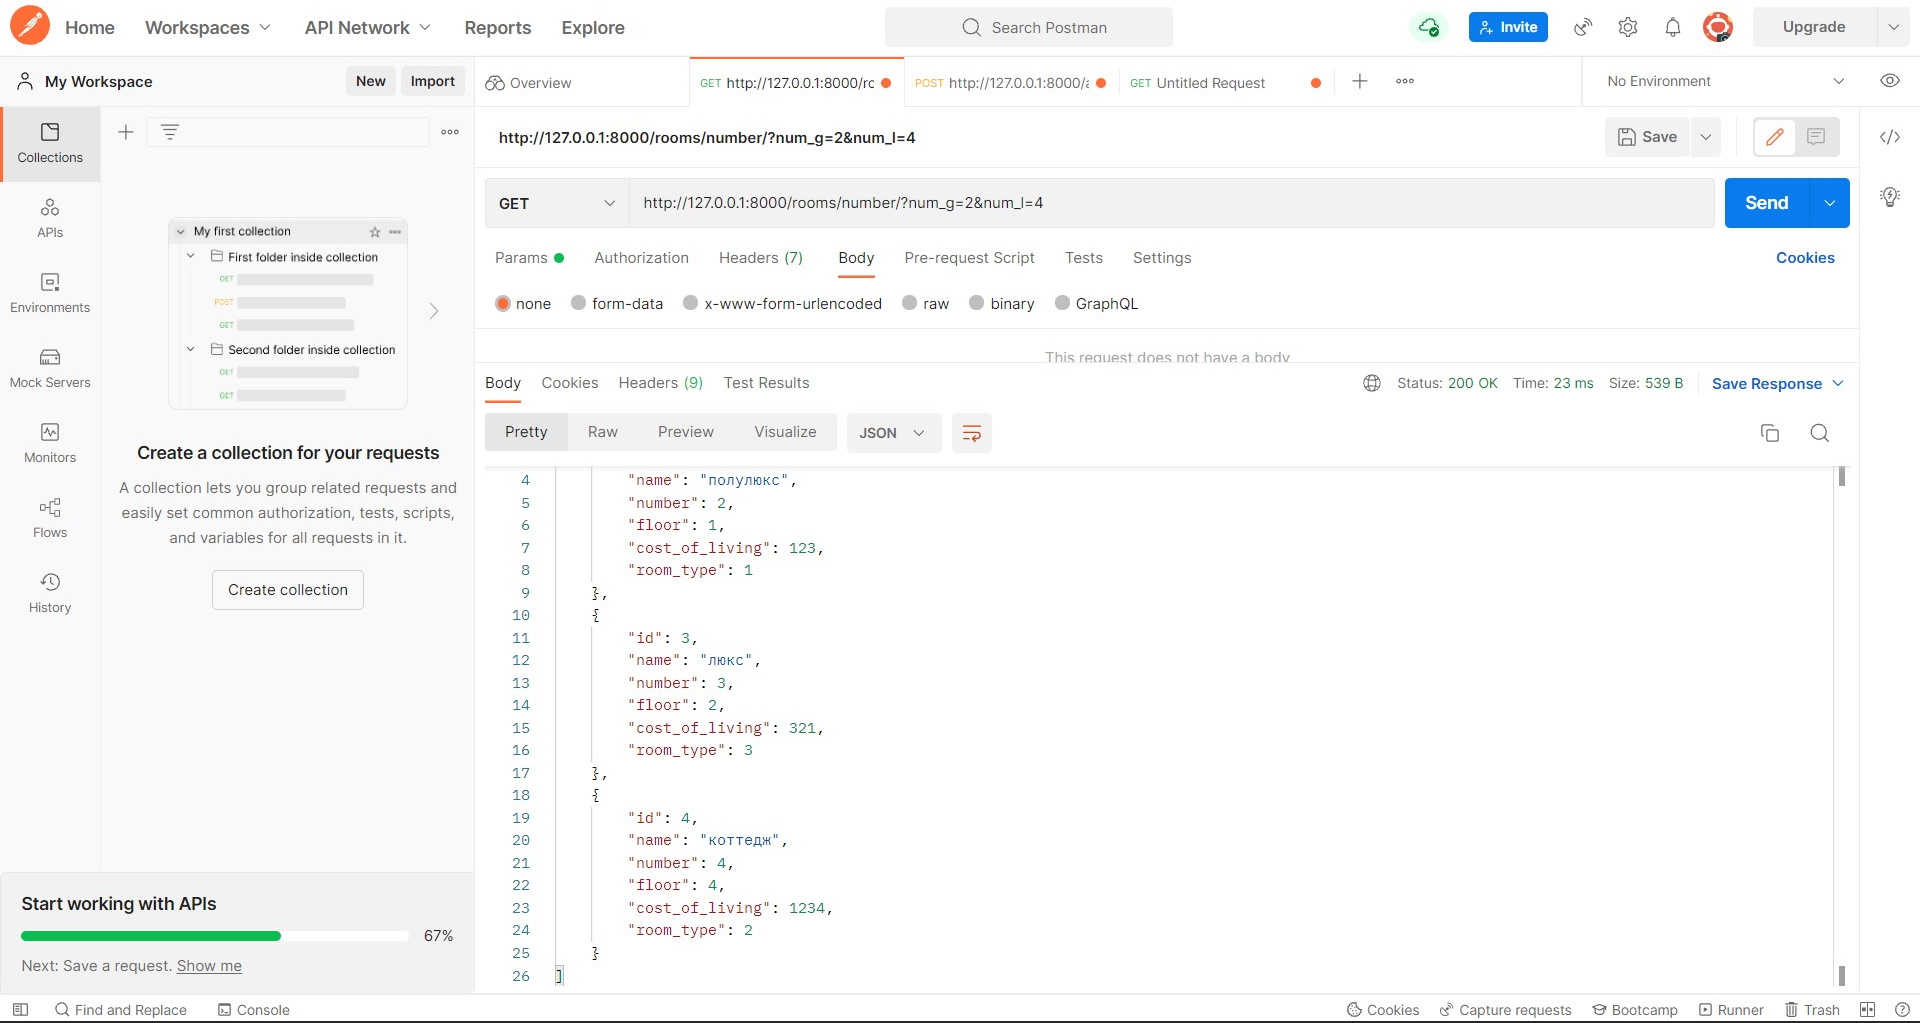 Home Workspaces API Network Reports Explore Search Postman Invite Upgrade
My Workspace New Import Overview GET http://127.0.0.1:8000/rc POST http://127.0.0.1:8000/a GET Untitled Request No Environment
Collections
APIs
Environments
Mock Servers
Monitors
Flows
History
My first collection
First folder inside collection
GET
POST
GET
Second folder inside collection
GET
GET
Create a collection for your requests
A collection lets you group related requests and
easily set common authorization, tests, scripts,
and variables for all requests in it.
Create collection
Start working with APIs
67%
Next: Save a request. Show me
http://127.0.0.1:8000/rooms/number/?num_g=2&num_l=4 Save
GET http://127.0.0.1:8000/rooms/number/?num_g=2&num_l=4 Send
Params Authorization Headers (7) Body Pre-request Script Tests Settings Cookies
none form-data x-www-form-urlencoded raw binary GraphQL
This request does not have a body
Body Cookies Headers (9) Test Results Status: 200 OK Time: 23 ms Size: 539 B Save Response
Pretty Raw Preview Visualize JSON
4 "name": "полулюкс",
5 "number": 2,
6 "floor": 1,
7 "cost_of_living": 123,
8 "room_type": 1
9 },
10 {
11 "id": 3,
12 "name": "люкс",
13 "number": 3,
14 "floor": 2,
15 "cost_of_living": 321,
16 "room_type": 3
17 },
18 {
19 "id": 4,
20 "name": "коттедж",
21 "number": 4,
22 "floor": 4,
23 "cost_of_living": 1234,
24 "room_type": 2
25 }
26 ]
Find and Replace Console Cookies Capture requests Bootcamp Runner Trash